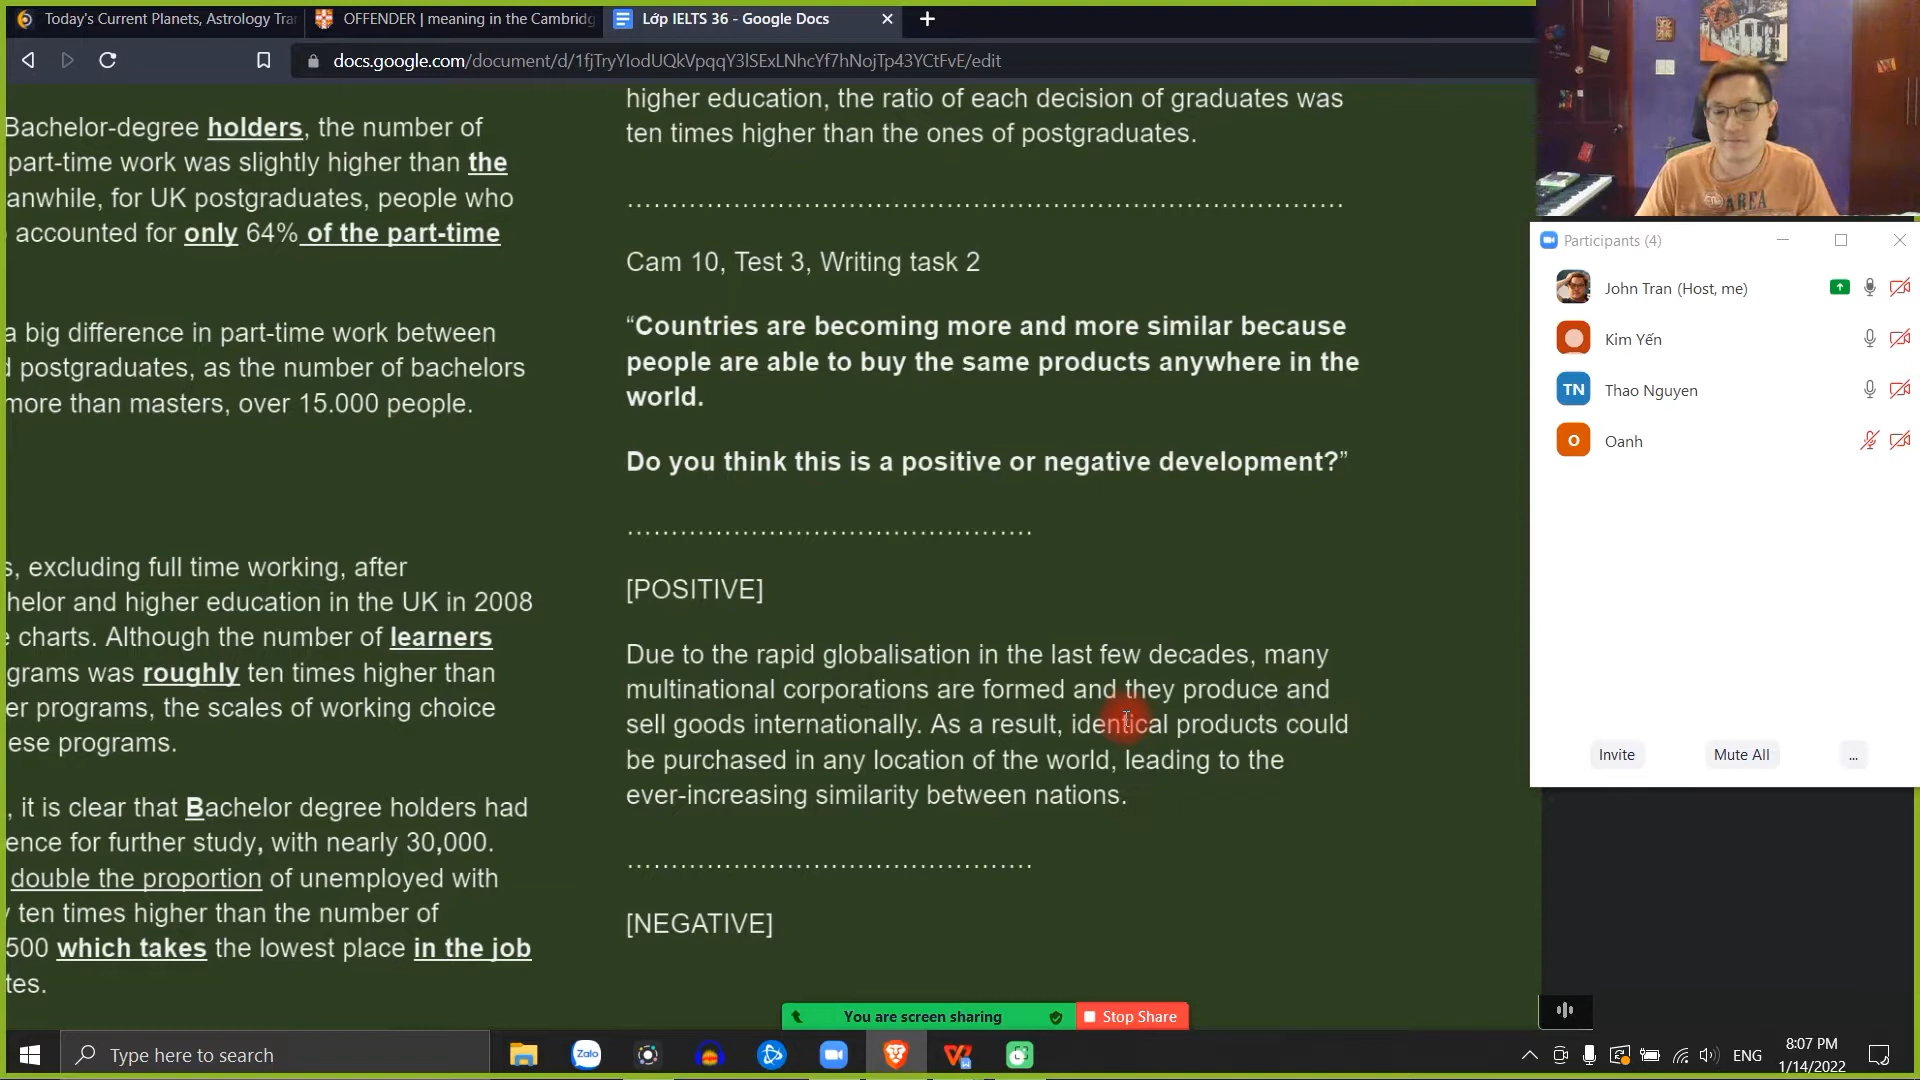 Today's Current Planets, Astrology Tra
OFFENDER | meaning in the Cambridg
Lớp IELTS 36 - Google Docs
docs.google.com/document/d/1fjTryYIodUQkVpqqY3lSExLNhcYf7hNojTp43YCtFvE/edit
Bachelor-degree holders, the number of
part-time work was slightly higher than the
anwhile, for UK postgraduates, people who
accounted for only 64% of the part-time
a big difference in part-time work between
d postgraduates, as the number of bachelors
more than masters, over 15.000 people.
s, excluding full time working, after
helor and higher education in the UK in 2008
e charts. Although the number of learners
grams was roughly ten times higher than
er programs, the scales of working choice
ese programs.
, it is clear that Bachelor degree holders had
ence for further study, with nearly 30,000.
double the proportion of unemployed with
y ten times higher than the number of
500 which takes the lowest place in the job
tes.
higher education, the ratio of each decision of graduates was
ten times higher than the ones of postgraduates.
……………………………………………………………………………
Cam 10, Test 3, Writing task 2
“Countries are becoming more and more similar because
people are able to buy the same products anywhere in the
world.
Do you think this is a positive or negative development?”
……………………………………….
[POSITIVE]
Due to the rapid globalisation in the last few decades, many
multinational corporations are formed and they produce and
sell goods internationally. As a result, identical products could
be purchased in any location of the world, leading to the
ever-increasing similarity between nations.
……………………………………….
[NEGATIVE]
AREA
Participants (4)
John Tran (Host, me)
Kim Yến
TN Thao Nguyen
O Oanh
Invite
Mute All
...
You are screen sharing
Stop Share
Type here to search
Zalo
ENG
8:07 PM
1/14/2022